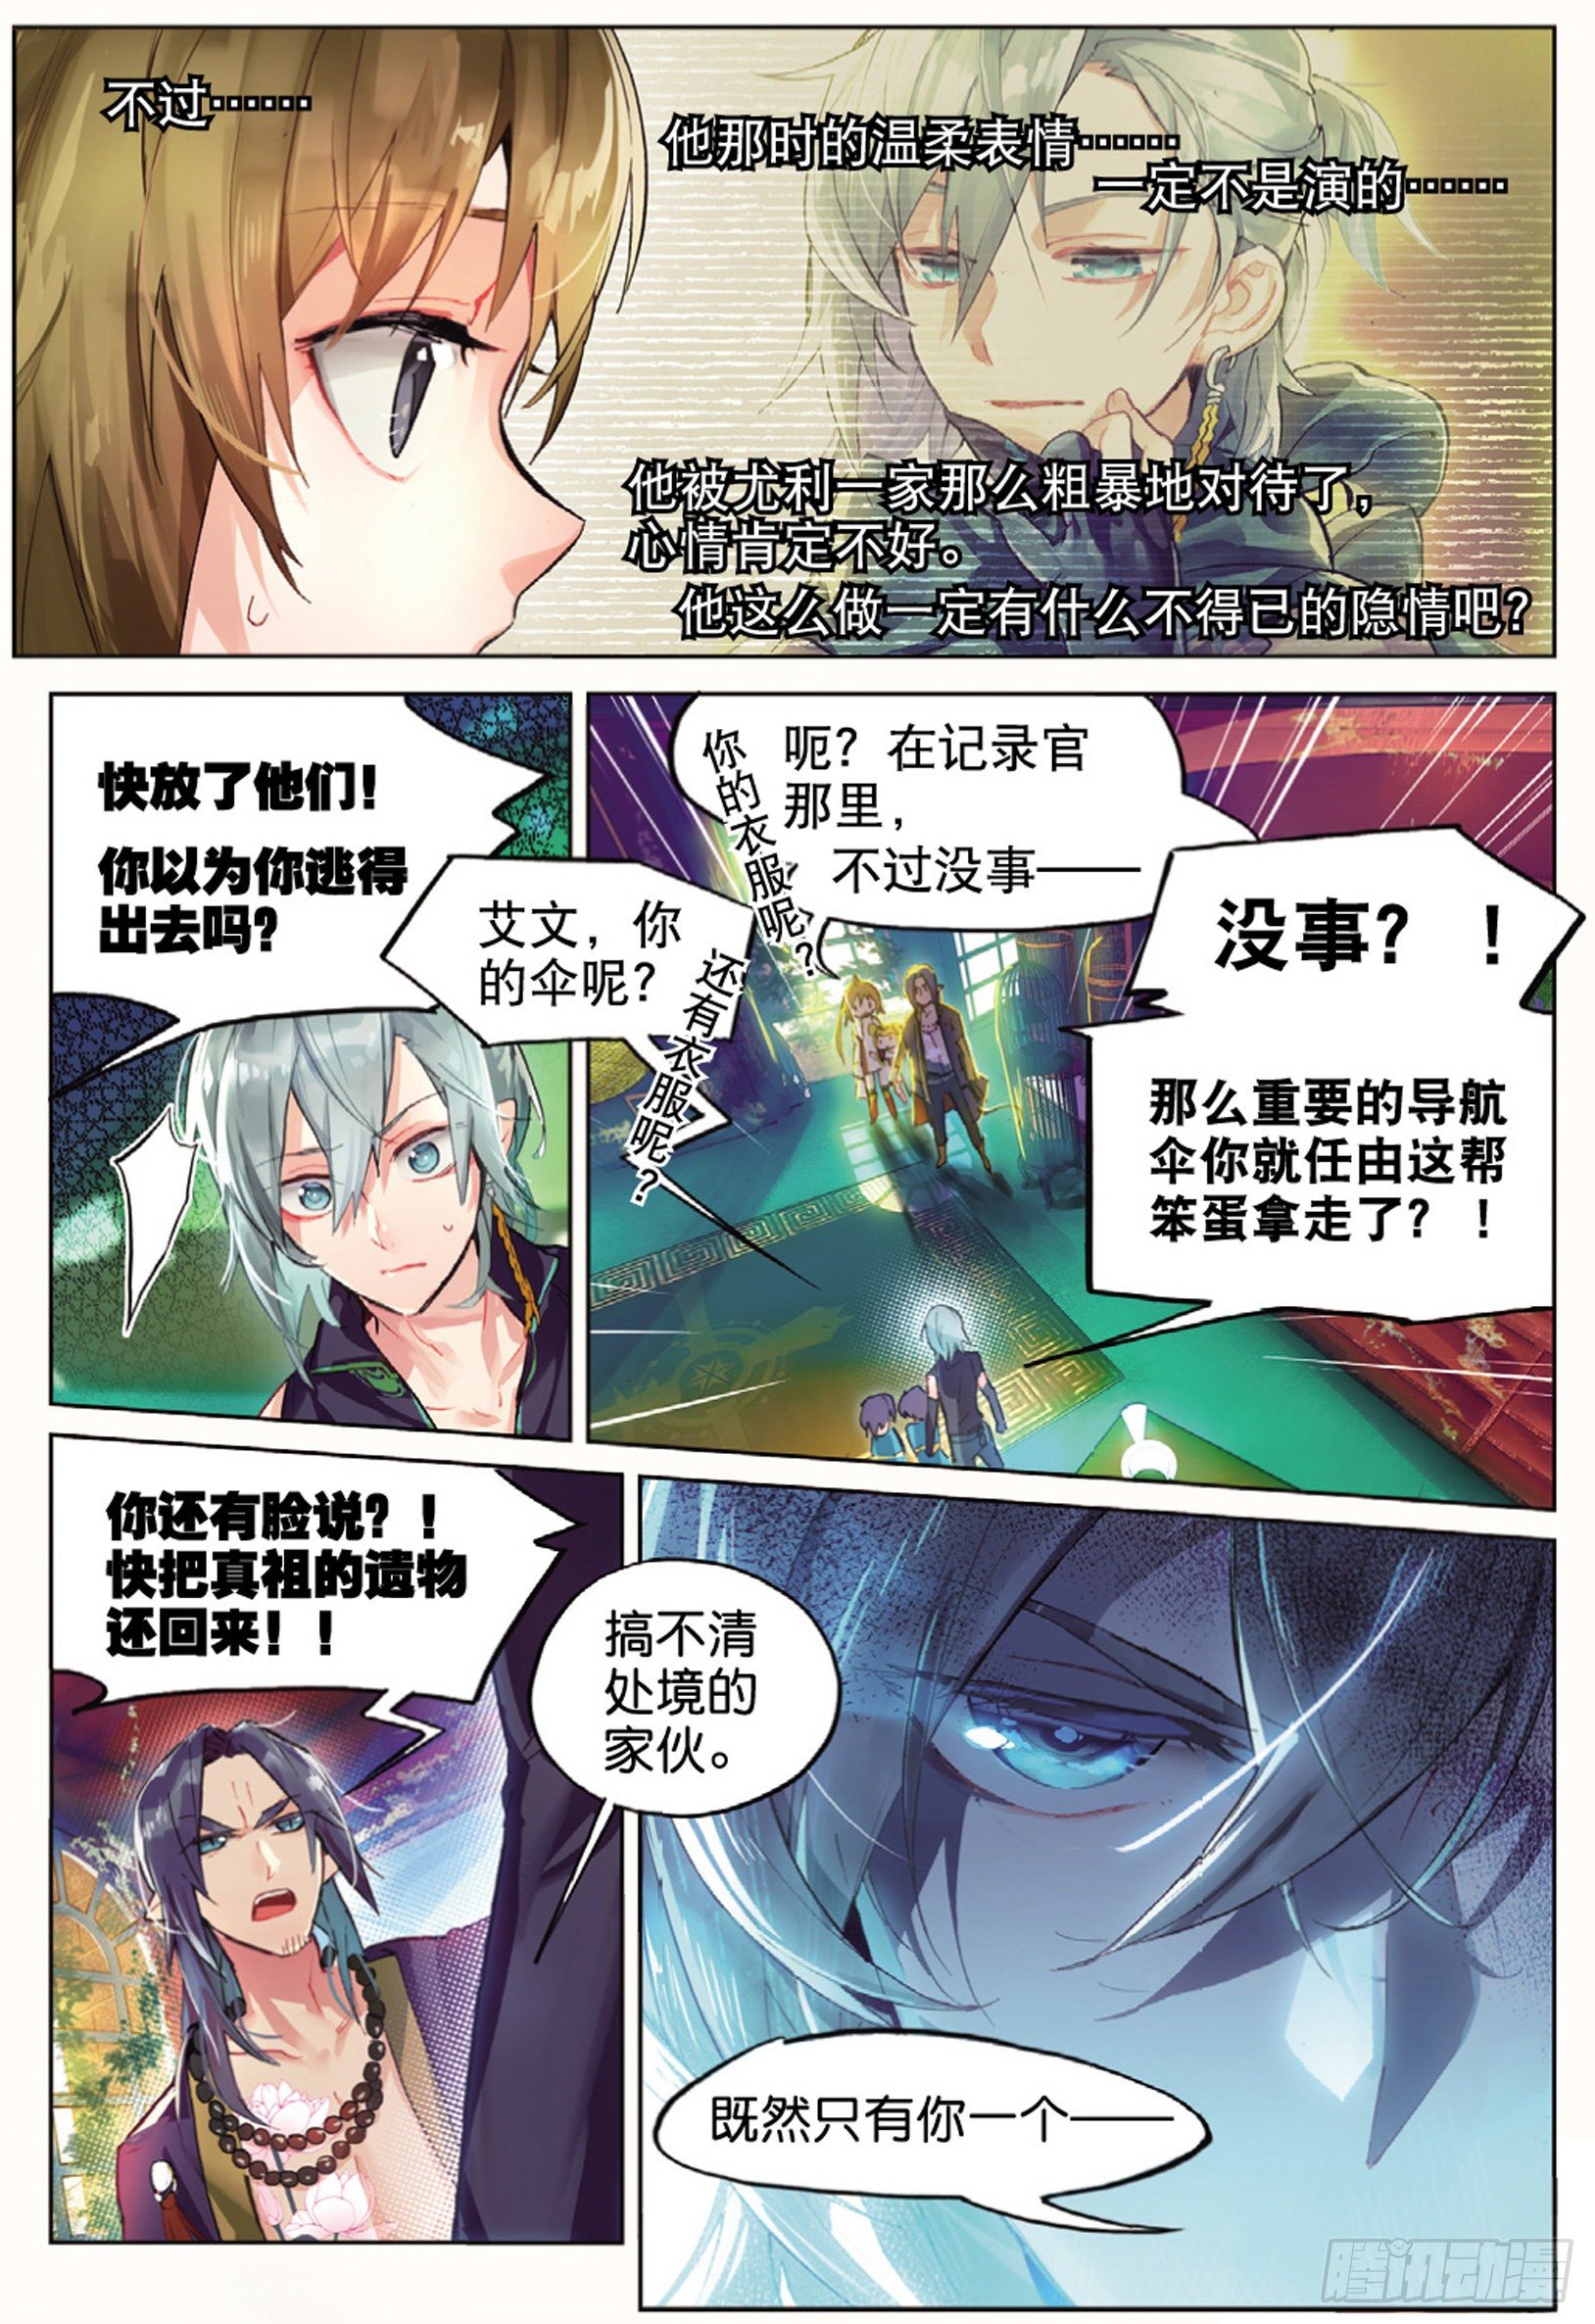 不过……
他那时的温柔表情……
一定不是演的……
他被尤利一家那么粗暴地对待了，
心情肯定不好。
他这么做一定有什么不得已的隐情吧？
快放了他们！
你以为你逃得
出去吗？
艾文，你
的伞呢？
还有衣服呢？
呃？在记录官
那里，
不过没事——
你的衣服呢？
没事？！
那么重要的导航
伞你就任由这帮
笨蛋拿走了？！
你还有脸说？！
快把真祖的遗物
还回来！！
搞不清
处境的
家伙。
既然只有你一个——
腾讯动漫